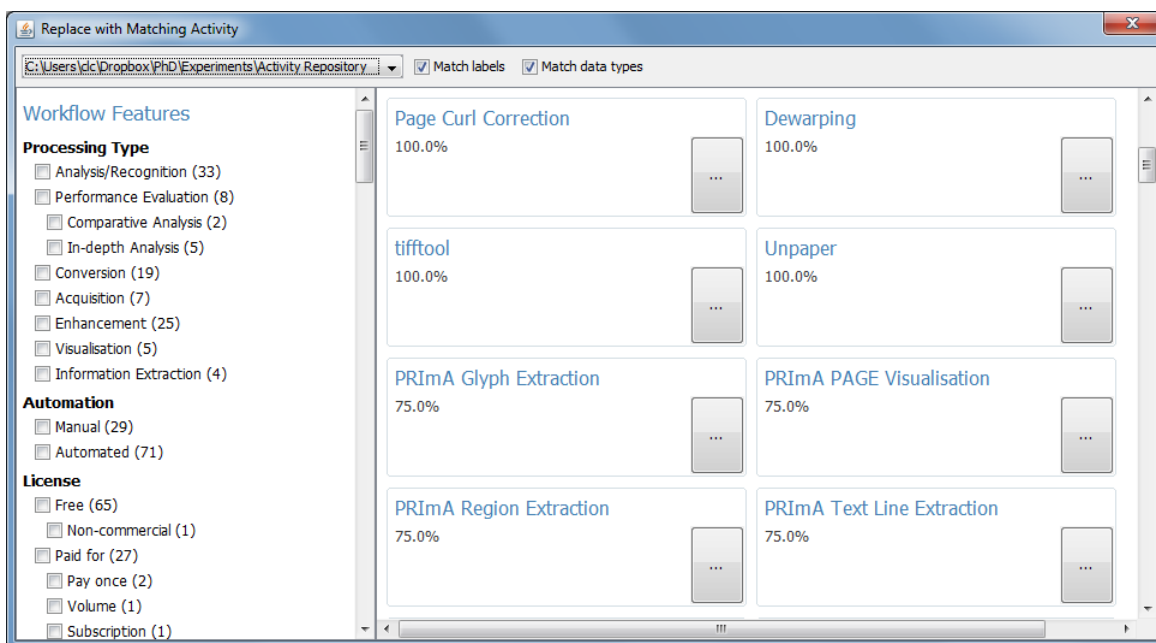 Replace with Matching Activity
C:\Users\clc\Dropbox\PhD\Experiments\Activity Repository
Match labels
Match data types
Workflow Features
Processing Type
Analysis/Recognition (33)
Performance Evaluation (8)
Comparative Analysis (2)
In-depth Analysis (5)
Conversion (19)
Acquisition (7)
Enhancement (25)
Visualisation (5)
Information Extraction (4)
Automation
Manual (29)
Automated (71)
License
Free (65)
Non-commercial (1)
Paid for (27)
Pay once (2)
Volume (1)
Subscription (1)
Page Curl Correction
100.0%
...
Dewarping
100.0%
...
tifftool
100.0%
...
Unpaper
100.0%
...
PRImA Glyph Extraction
75.0%
...
PRImA PAGE Visualisation
75.0%
...
PRImA Region Extraction
75.0%
...
PRImA Text Line Extraction
75.0%
...